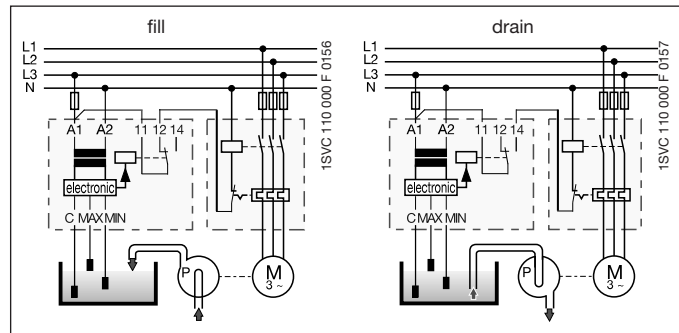 fill
L1
L2
L3
N
A1 A2 11 12 14
electronic
C MAX MIN
P
M
3 ~
1SVC 110 000 F 0156
drain
L1
L2
L3
N
A1 A2 11 12 14
electronic
C MAX MIN
P
M
3 ~
1SVC 110 000 F 0157